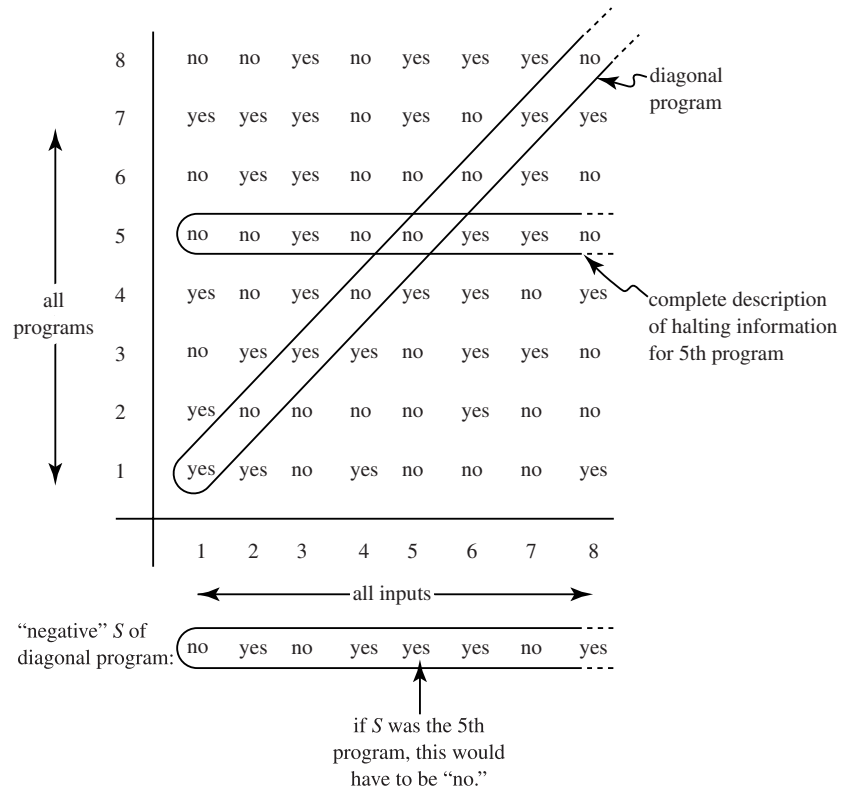 8 no no yes no yes yes yes no
diagonal
program
7 yes yes yes no yes no yes yes
6 no yes yes no no no yes no
5 no no yes no no yes yes no
4 yes no yes no yes yes no yes
all
programs
complete description
of halting information
for 5th program
3 no yes yes yes no yes yes no
2 yes no no no no yes no no
1 yes yes no yes no no no yes
1 2 3 4 5 6 7 8
all inputs
“negative” S of
diagonal program:
no yes no yes yes yes no yes
if S was the 5th
program, this would
have to be “no.”